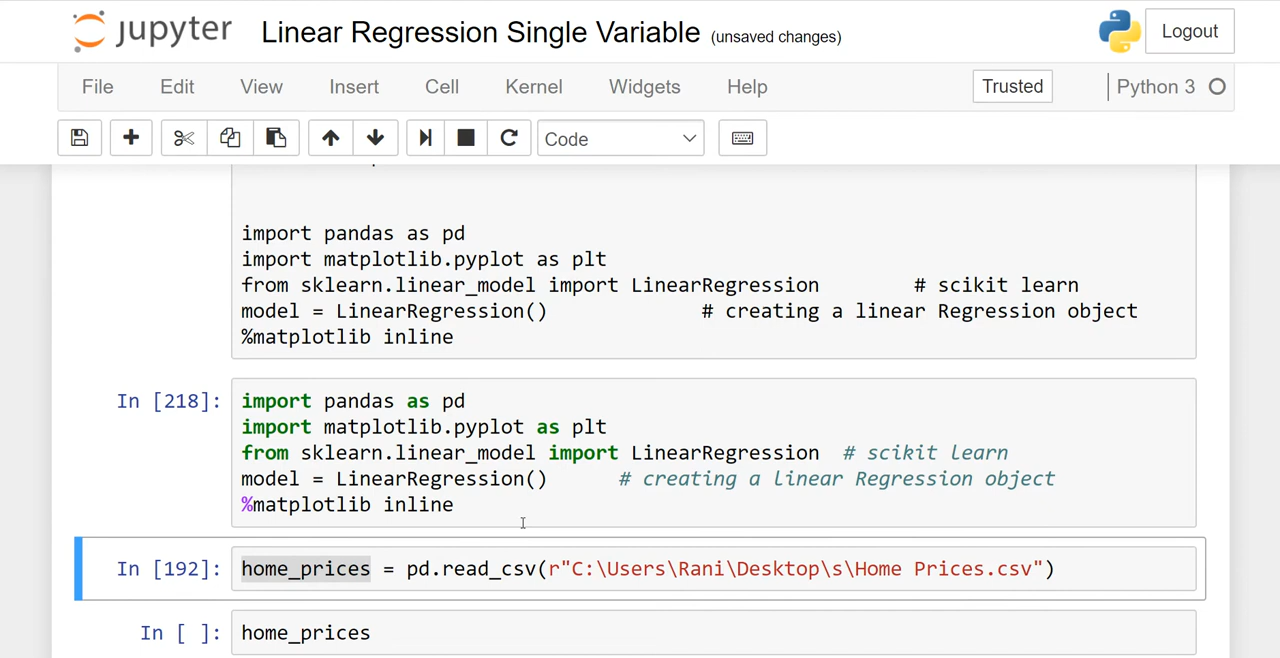 jupyter Linear Regression Single Variable (unsaved changes) Logout
File Edit View Insert Cell Kernel Widgets Help Trusted Python 3
Code
import pandas as pd
import matplotlib.pyplot as plt
from sklearn.linear_model import LinearRegression # scikit learn
model = LinearRegression() # creating a linear Regression object
%matplotlib inline
In [218]: import pandas as pd
import matplotlib.pyplot as plt
from sklearn.linear_model import LinearRegression # scikit learn
model = LinearRegression() # creating a linear Regression object
%matplotlib inline
In [192]: home_prices = pd.read_csv(r"C:\Users\Rani\Desktop\s\Home Prices.csv")
In [ ]: home_prices